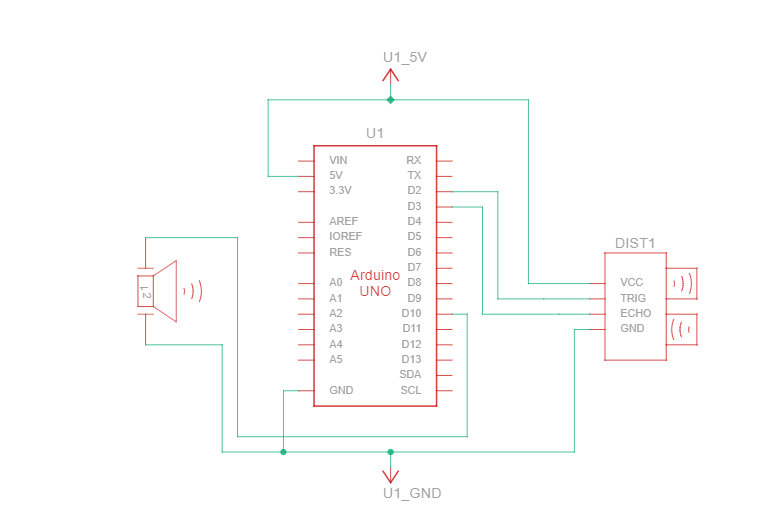 U1_5V
U1
VIN
5V
3.3V
AREF
IOREF
RES
A0
A1
A2
A3
A4
A5
GND
Arduino
UNO
RX
TX
D2
D3
D4
D5
D6
D7
D8
D9
D10
D11
D12
D13
SDA
SCL
DIST1
VCC
TRIG
ECHO
GND
U1_GND